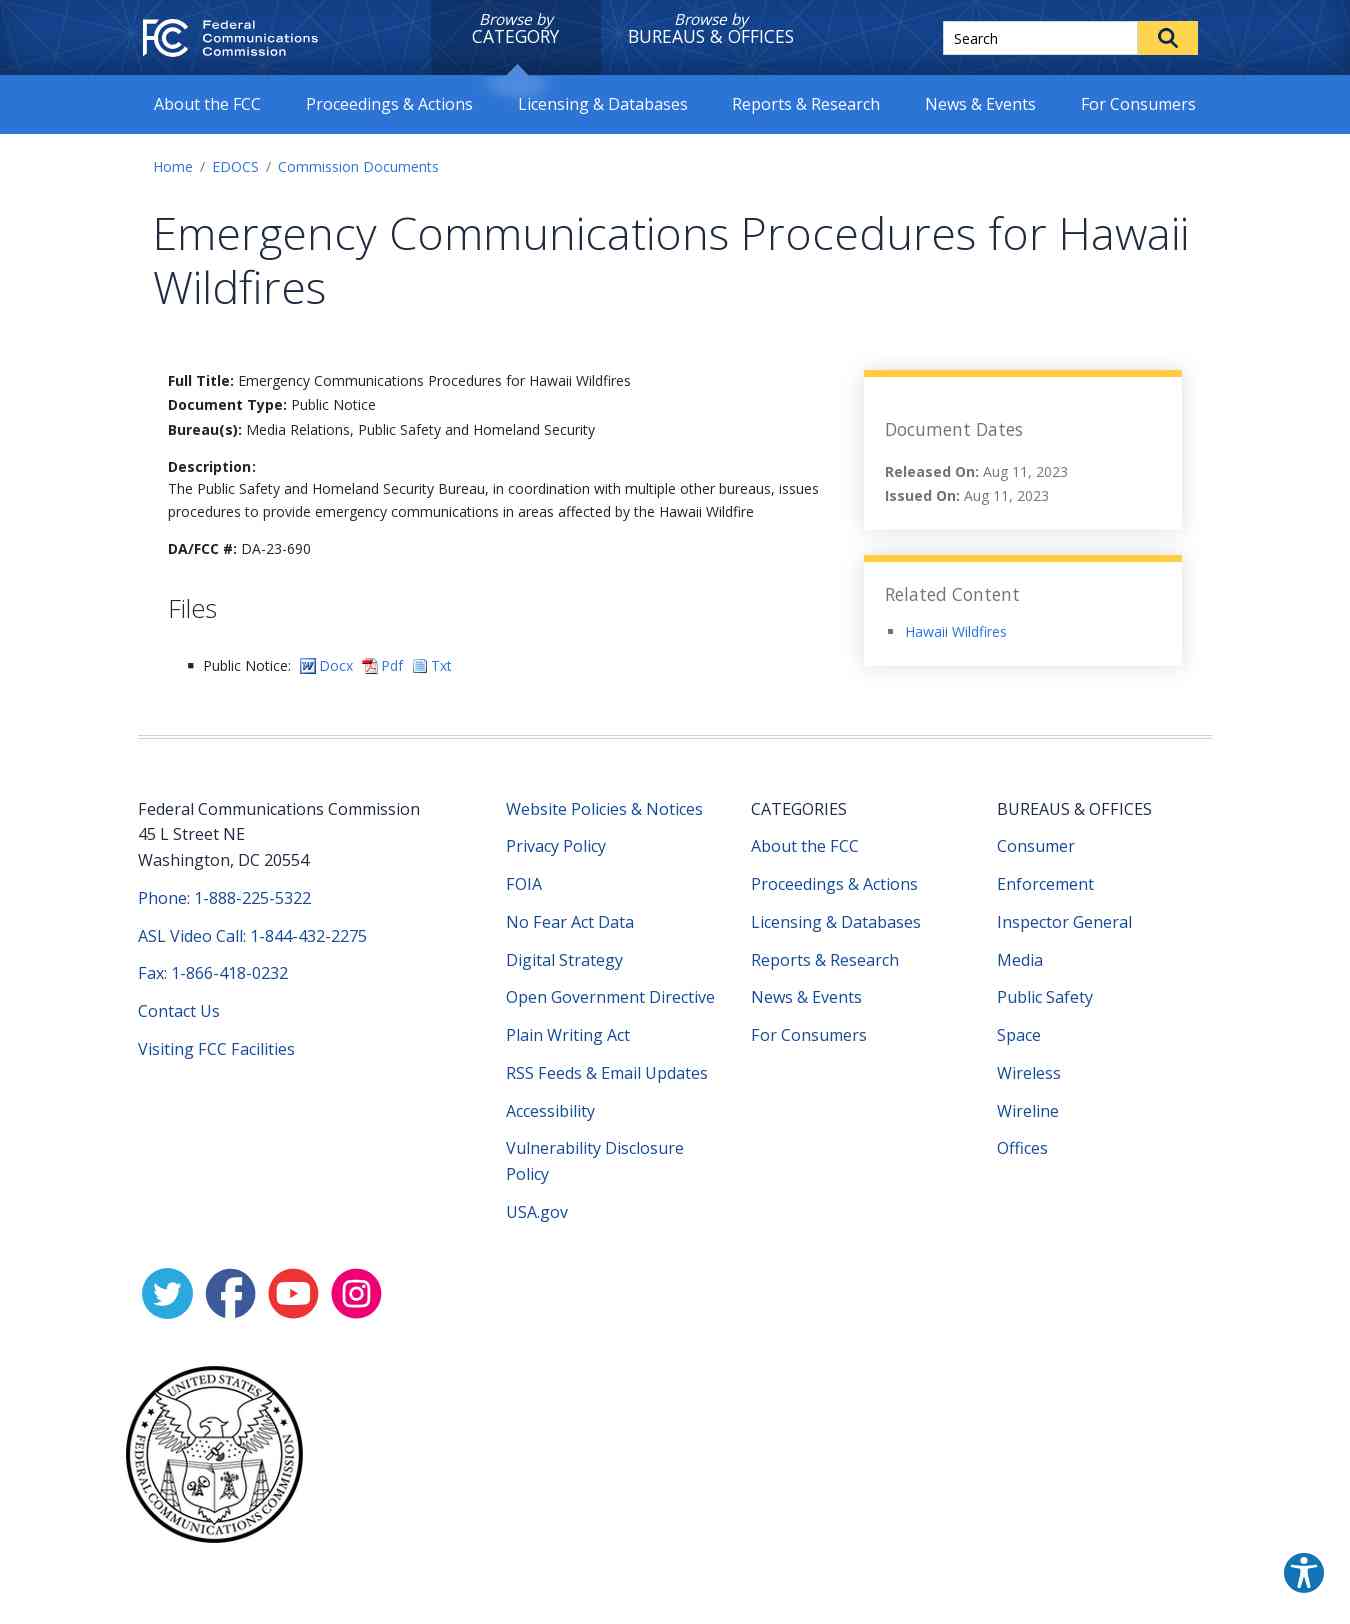 Federal
Communications
Commission
Browse by
CATEGORY
Browse by
BUREAUS & OFFICES
Search
About the FCC
Proceedings & Actions
Licensing & Databases
Reports & Research
News & Events
For Consumers
Home / EDOCS / Commission Documents
Emergency Communications Procedures for Hawaii
Wildfires
Full Title: Emergency Communications Procedures for Hawaii Wildfires
Document Type: Public Notice
Bureau(s): Media Relations, Public Safety and Homeland Security
Description:
The Public Safety and Homeland Security Bureau, in coordination with multiple other bureaus, issues
procedures to provide emergency communications in areas affected by the Hawaii Wildfire
DA/FCC #: DA-23-690
Files
Public Notice: Docx Pdf Txt
Document Dates
Released On: Aug 11, 2023
Issued On: Aug 11, 2023
Related Content
Hawaii Wildfires
Federal Communications Commission
45 L Street NE
Washington, DC 20554
Phone: 1-888-225-5322
ASL Video Call: 1-844-432-2275
Fax: 1-866-418-0232
Contact Us
Visiting FCC Facilities
Website Policies & Notices
Privacy Policy
FOIA
No Fear Act Data
Digital Strategy
Open Government Directive
Plain Writing Act
RSS Feeds & Email Updates
Accessibility
Vulnerability Disclosure
Policy
USA.gov
CATEGORIES
About the FCC
Proceedings & Actions
Licensing & Databases
Reports & Research
News & Events
For Consumers
BUREAUS & OFFICES
Consumer
Enforcement
Inspector General
Media
Public Safety
Space
Wireless
Wireline
Offices
UNITED STATES
FEDERAL COMMUNICATIONS COMMISSION